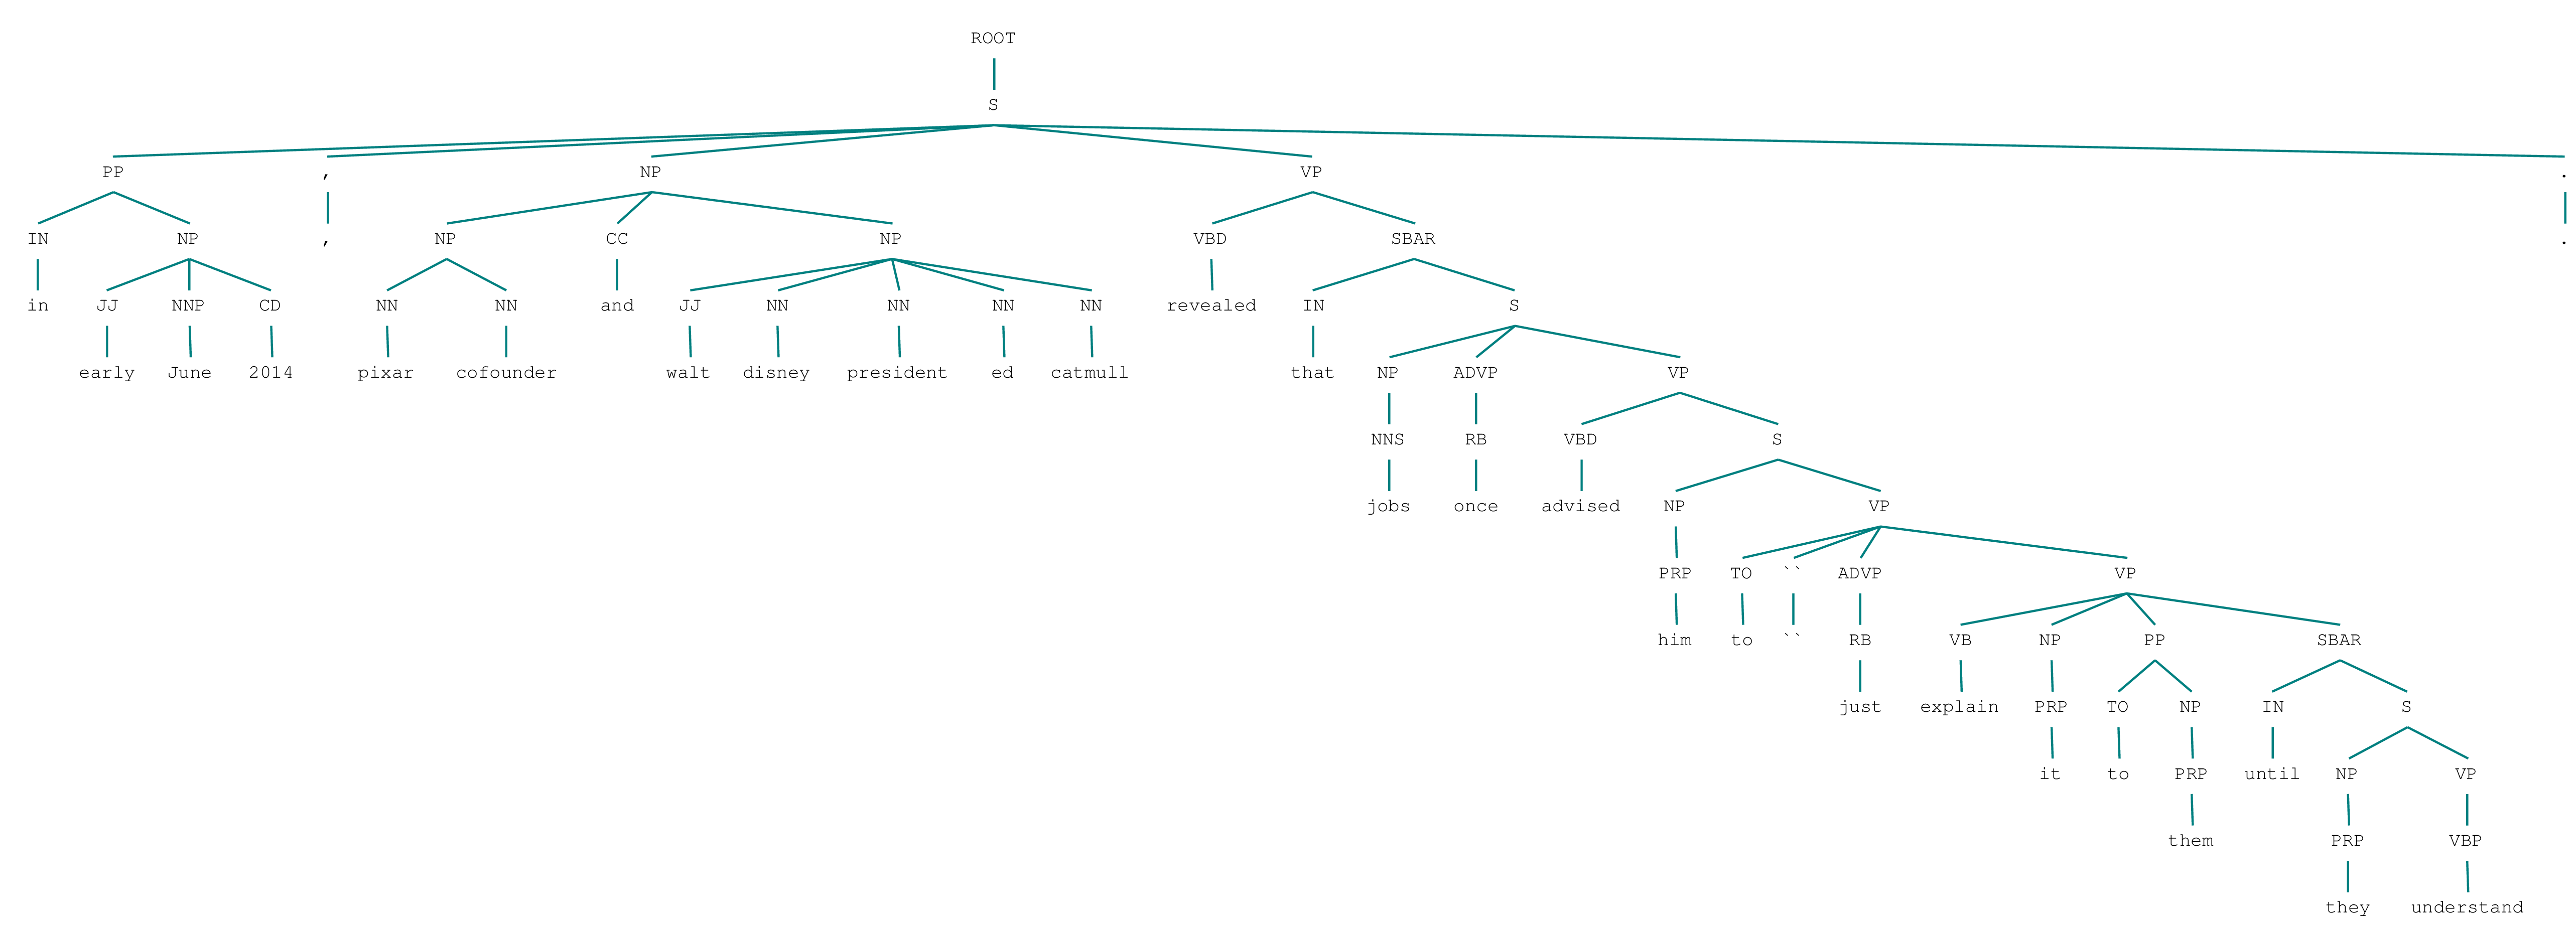 ROOT
S
PP , NP VP .
IN NP , NP CC NP VBD SBAR .
in JJ NNP CD NN NN and JJ NN NN NN NN revealed IN S
early June 2014 pixar cofounder walt disney president ed catmull that NP ADVP VP
NNS RB VBD S
jobs once advised NP VP
PRP TO `` ADVP VP
him to `` RB VB NP PP SBAR
just explain PRP TO NP IN S
it to PRP until NP VP
them PRP VBP
they understand